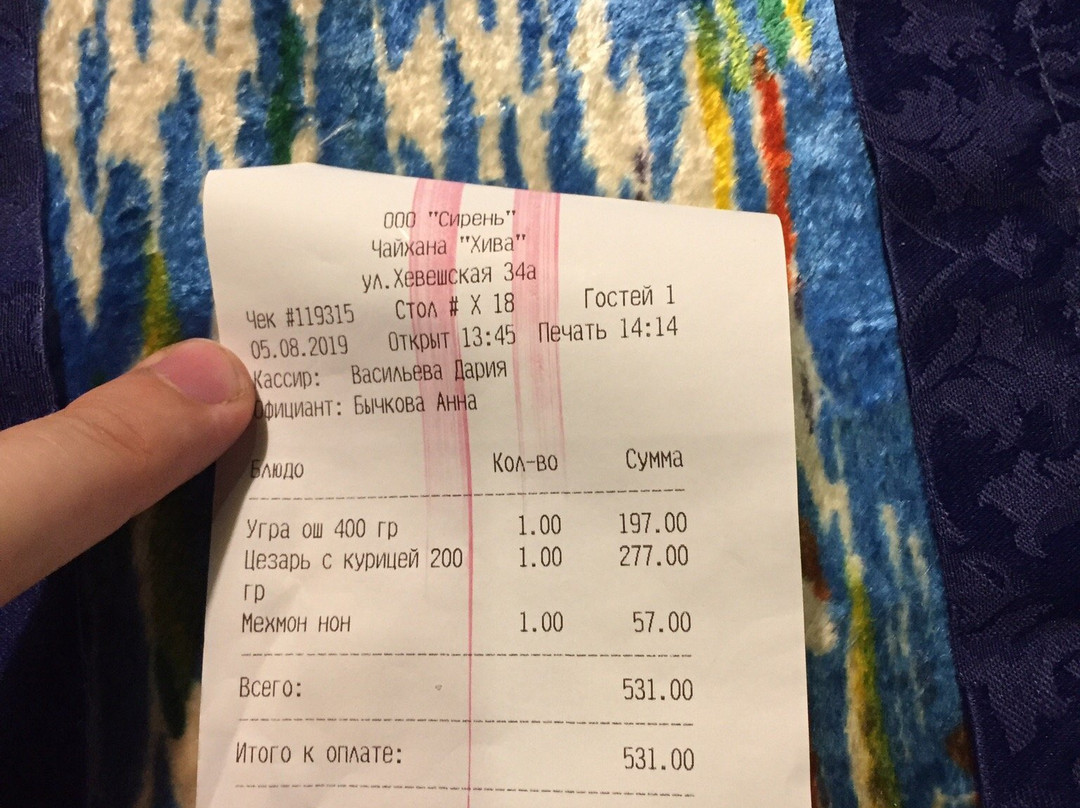 ООО "Сирень"
Чайхана "Хива"
ул.Хевешская 34а
Чек #119315 Стол # X 18 Гостей 1
05.08.2019 Открыт 13:45 Печать 14:14
Кассир: Васильева Дария
Официант: Бычкова Анна
Блюдо Кол-во Сумма
Угра ош 400 гр 1.00 197.00
Цезарь с курицей 200 1.00 277.00
гр
Мехмон нон 1.00 57.00
Всего: 531.00
Итого к оплате: 531.00